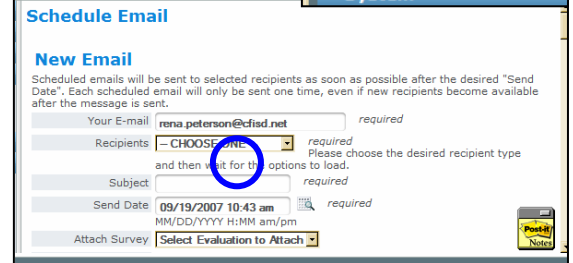 Schedule Email
New Email
Scheduled emails will be sent to selected recipients as soon as possible after the desired "Send
Date". Each scheduled email will only be sent one time, even if new recipients become available
after the message is sent.
Your E-mail rena.peterson@cfisd.net required
Recipients -- CHOOSE ONE required
Please choose the desired recipient type
and then wait for the options to load.
Subject required
Send Date 09/19/2007 10:43 am required
MM/DD/YYYY H:MM am/pm
Attach Survey Select Evaluation to Attach
Post-it
Notes